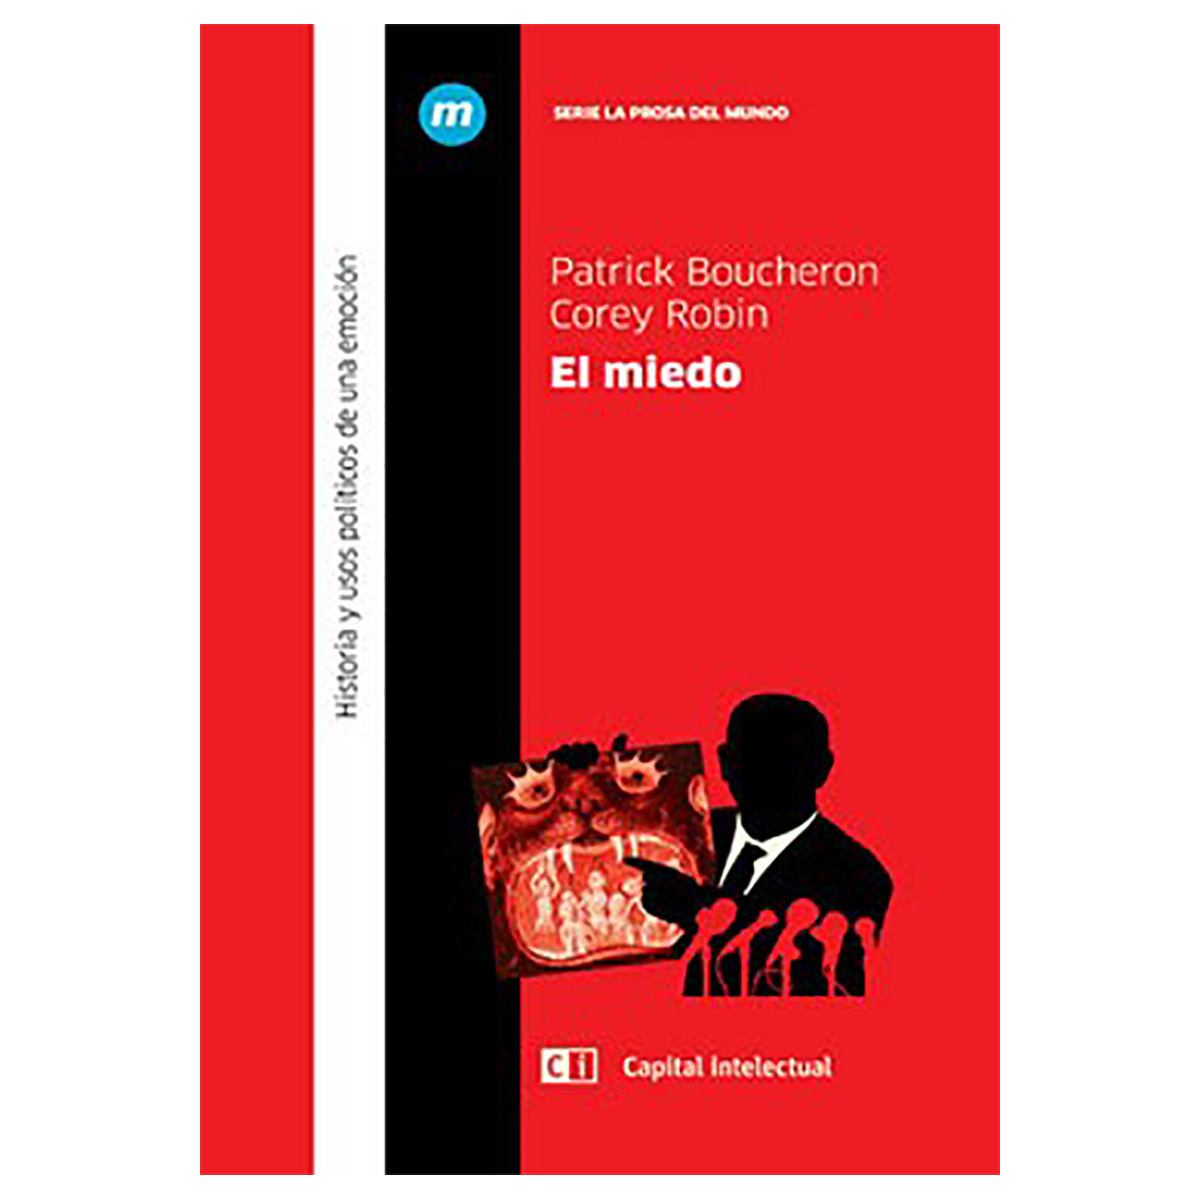 m
SERIE LA PROSA DEL MUNDO
Patrick Boucheron
Corey Robin
El miedo
Historia y usos políticos de una emoción
Ci Capital Intelectual